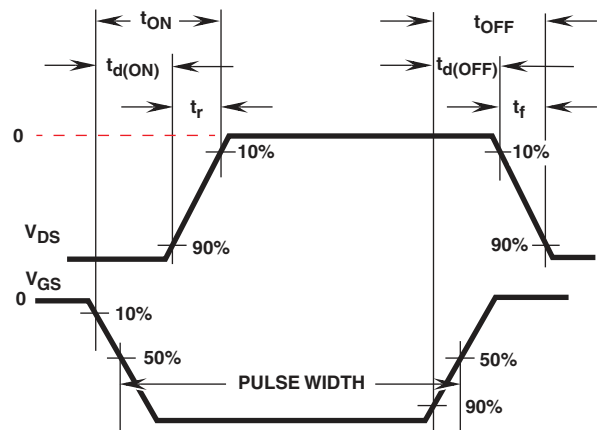 tON tOFF
td(ON) td(OFF)
tr tf
0
10% 10%
VDS 90% 90%
VGS
0
10%
50% 50%
PULSE WIDTH
90%